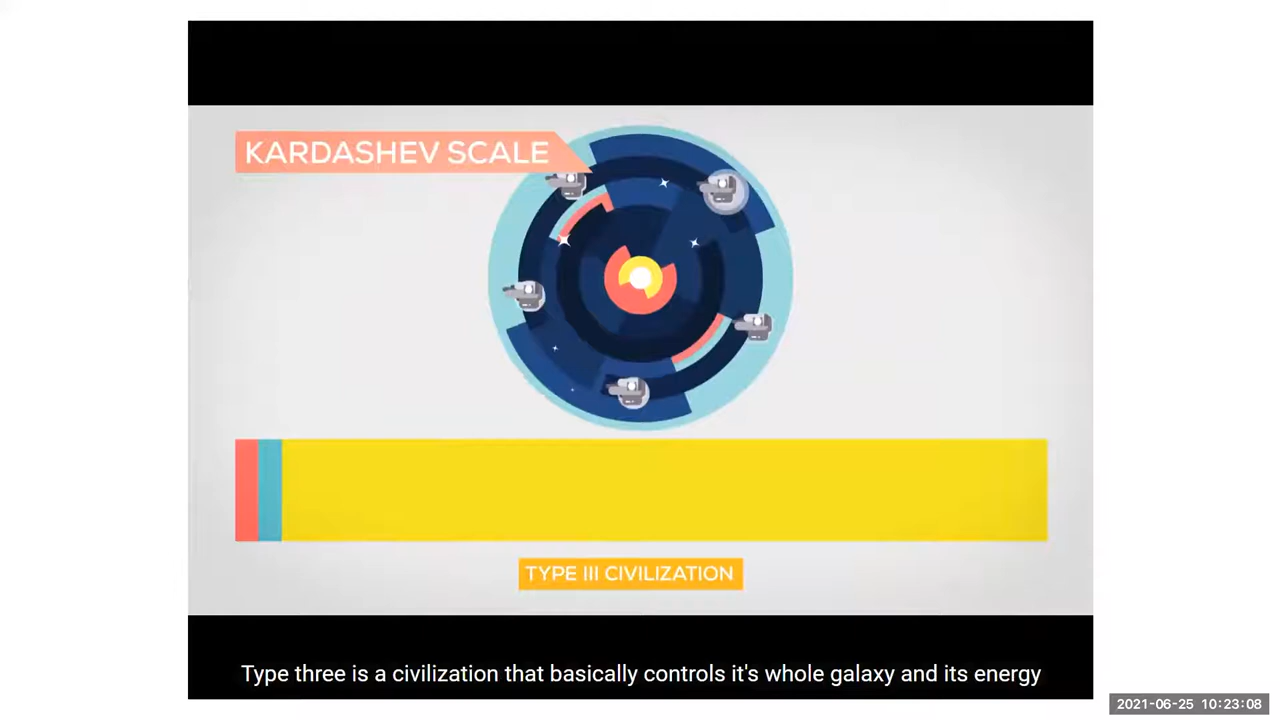 KARDASHEV SCALE
TYPE III CIVILIZATION
Type three is a civilization that basically controls it's whole galaxy and its energy
2021-06-25 10:23:08